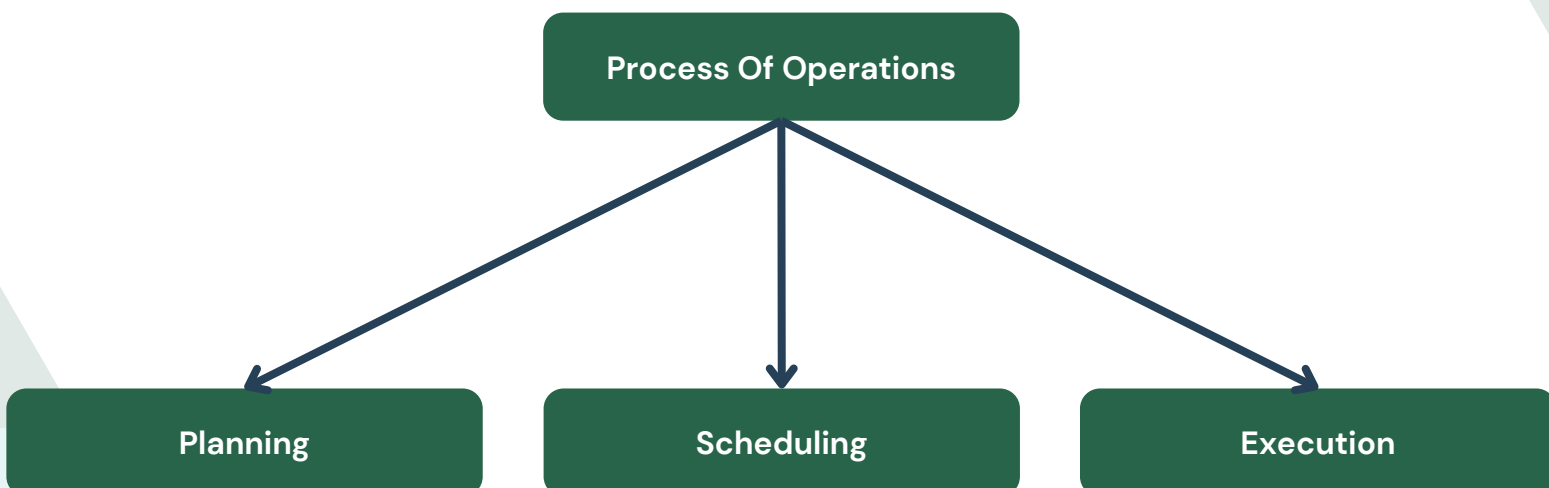 Process Of Operations
Planning
Scheduling
Execution